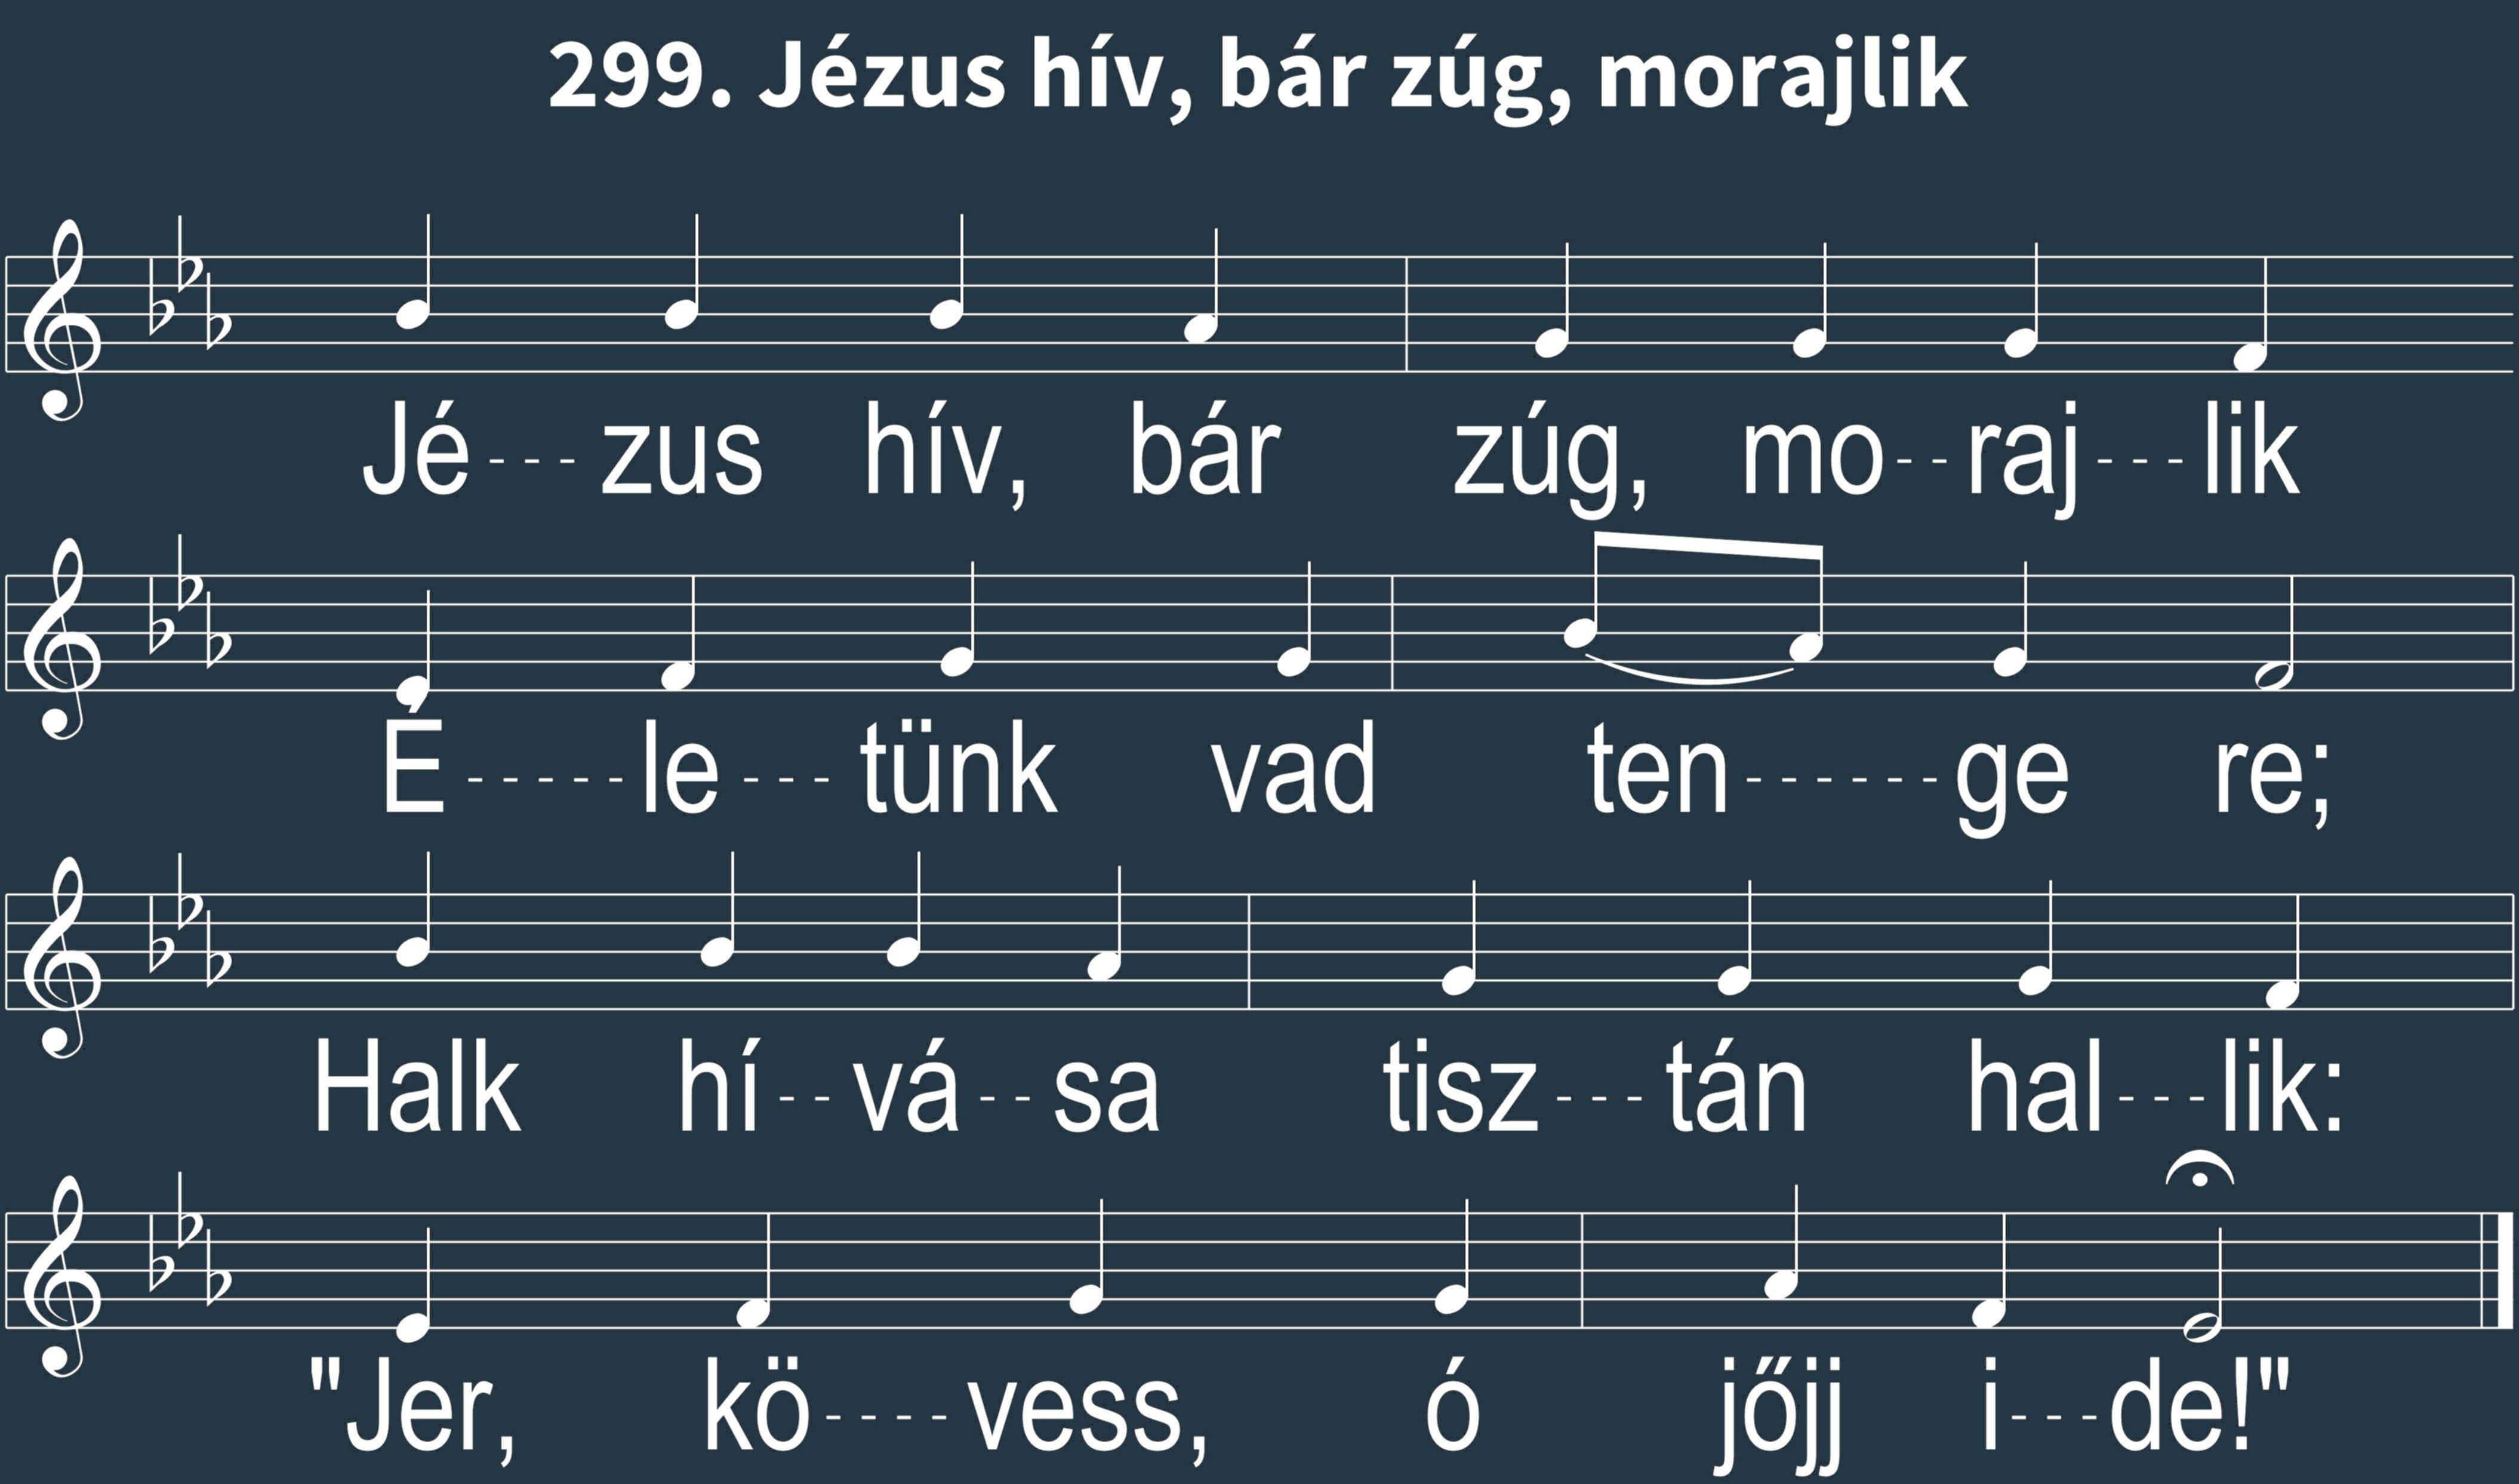 299. Jézus hív, bár zúg, morajlik
Jé---zus hív, bár zúg, mo--raj---lik
É-----le---tünk vad ten------ge re;
Halk hí--vá--sa tisz---tán hal---lik:
"Jer, kö----vess, ó jőjj i---de!"